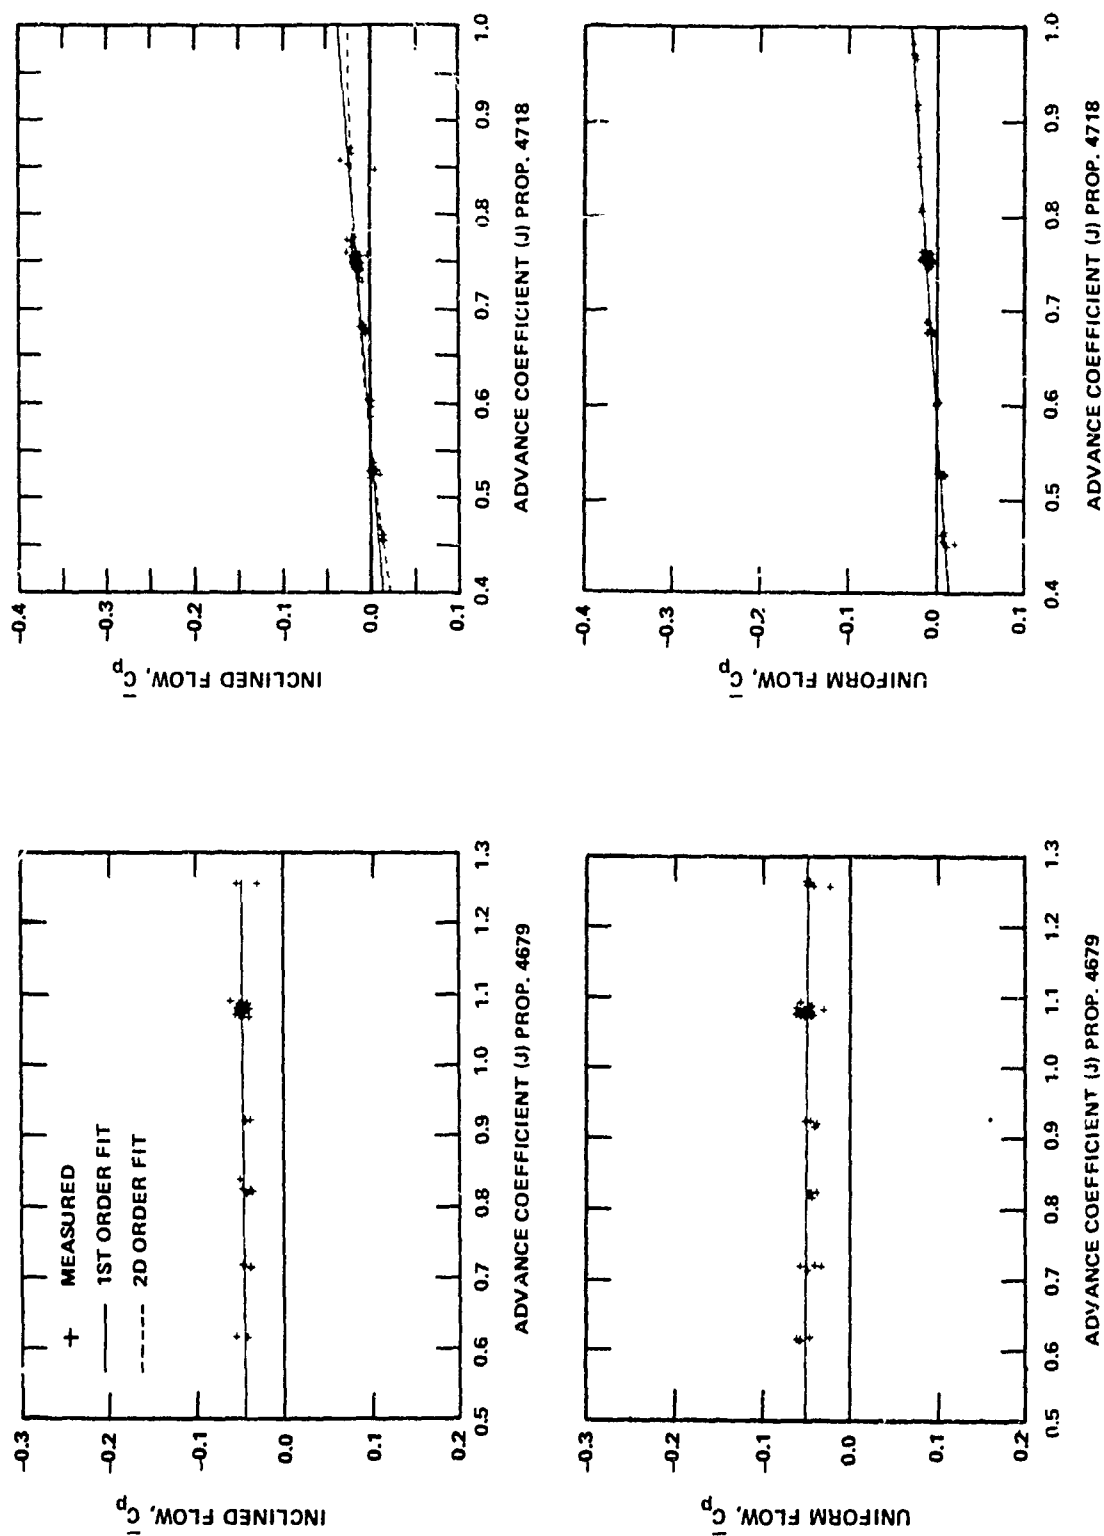 INCLINED FLOW, C̄p
-0.3
-0.2
-0.1
0.0
0.1
0.2
+ MEASURED
1ST ORDER FIT
2D ORDER FIT
0.5 0.6 0.7 0.8 0.9 1.0 1.1 1.2 1.3
ADVANCE COEFFICIENT (J) PROP. 4679
INCLINED FLOW, C̄p
-0.4
-0.3
-0.2
-0.1
0.0
0.1
0.4 0.5 0.6 0.7 0.8 0.9 1.0
ADVANCE COEFFICIENT (J) PROP. 4718
UNIFORM FLOW, C̄p
-0.3
-0.2
-0.1
0.0
0.1
0.2
0.5 0.6 0.7 0.8 0.9 1.0 1.1 1.2 1.3
ADVANCE COEFFICIENT (J) PROP. 4679
UNIFORM FLOW, C̄p
-0.4
-0.3
-0.2
-0.1
0.0
0.1
0.4 0.5 0.6 0.7 0.8 0.9 1.0
ADVANCE COEFFICIENT (J) PROP. 4718